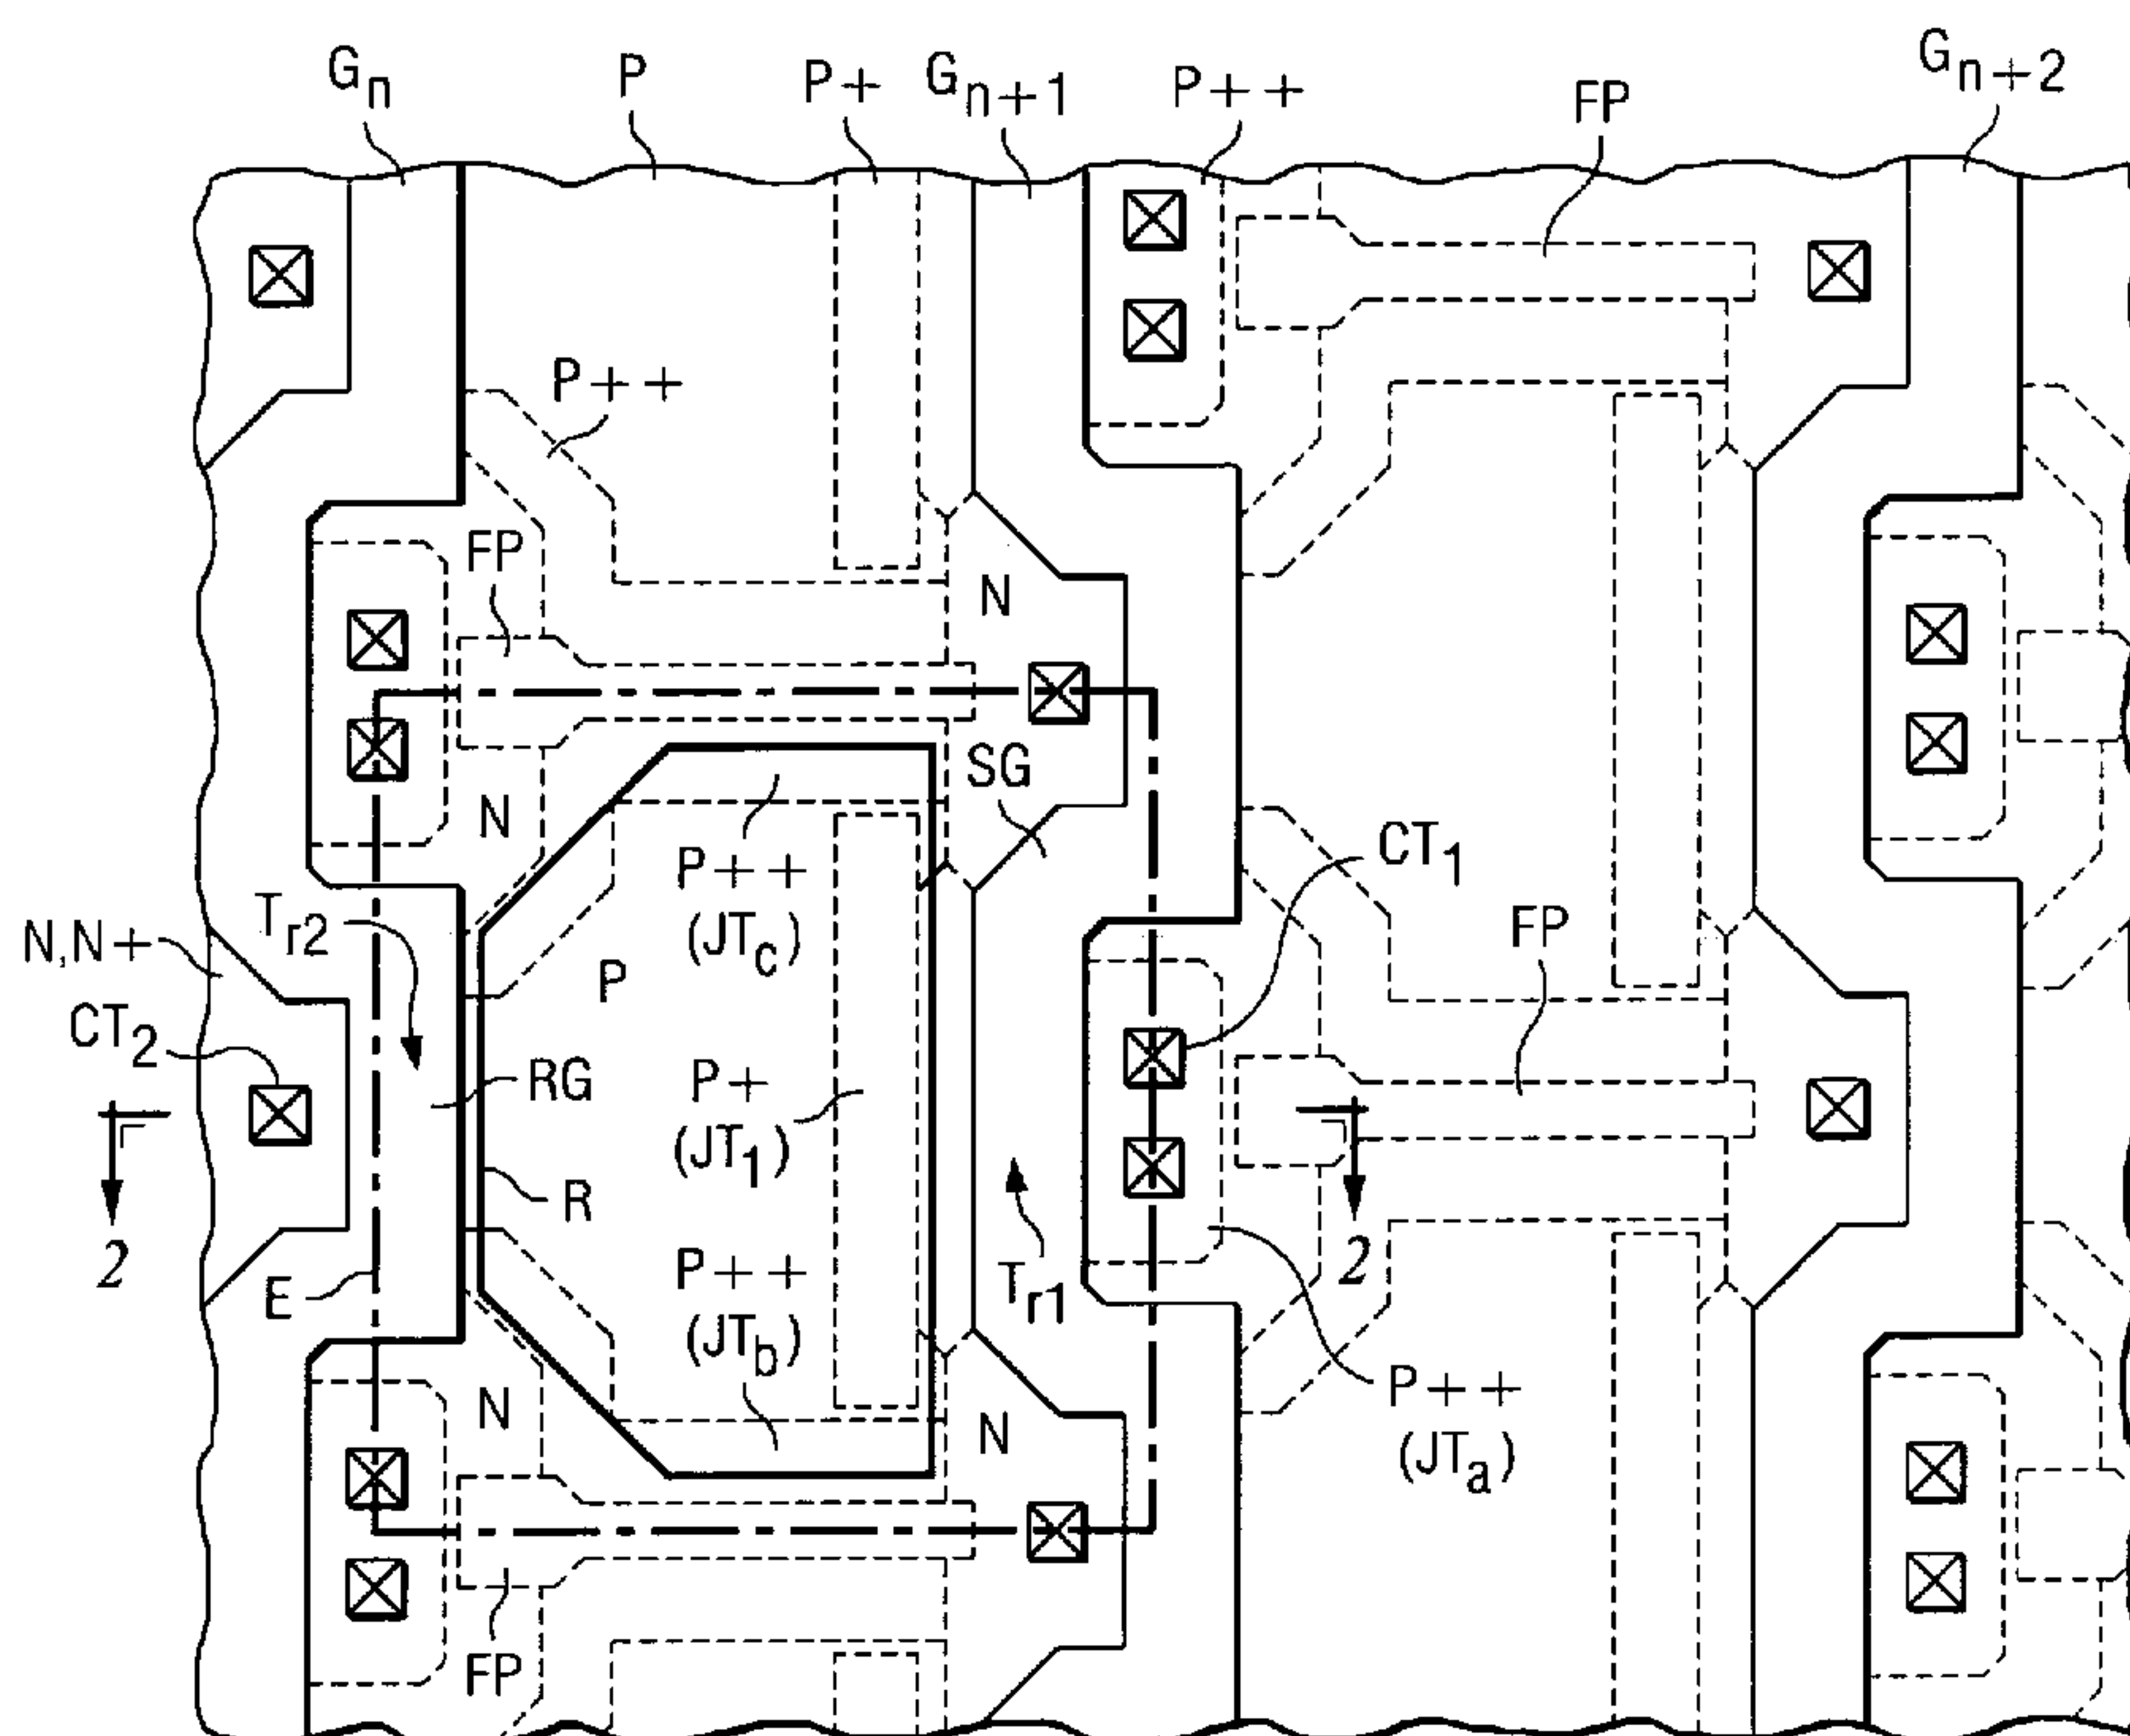 Gn P P+ Gn+1 P++ FP Gn+2
P++
FP
N
SG
N
CT1
P++
(JTc)
Tr2
FP
N,N+
P
CT2
P+
(JT1)
RG
R
2
E
P++
(JTb)
Tr1
2
N
N
P++
(JTa)
FP